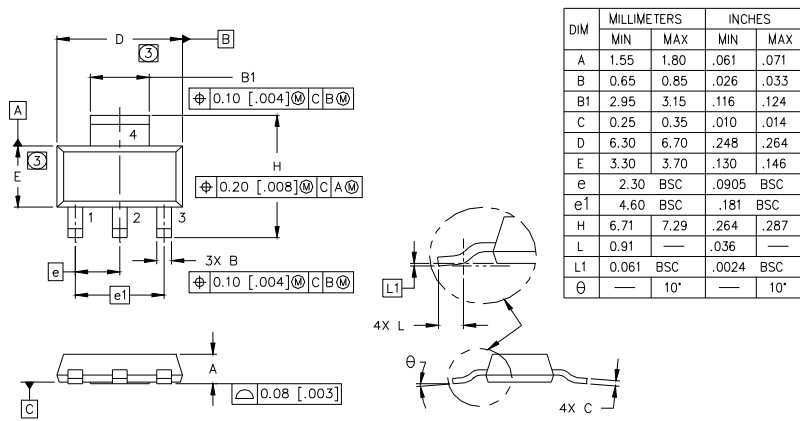 D
B
3
B1
⌖ 0.10 [.004]Ⓜ C BⓂ
A
4
3
E
H
⌖ 0.20 [.008]Ⓜ C AⓂ
1 2 3
3X B
e
e1
⌖ 0.10 [.004]Ⓜ C BⓂ
L1
4X L
A
C
⌓ 0.08 [.003]
θ
4X C
DIM MILLIMETERS INCHES
MIN MAX MIN MAX
A 1.55 1.80 .061 .071
B 0.65 0.85 .026 .033
B1 2.95 3.15 .116 .124
C 0.25 0.35 .010 .014
D 6.30 6.70 .248 .264
E 3.30 3.70 .130 .146
e 2.30 BSC .0905 BSC
e1 4.60 BSC .181 BSC
H 6.71 7.29 .264 .287
L 0.91 — .036 —
L1 0.061 BSC .0024 BSC
θ — 10° — 10°